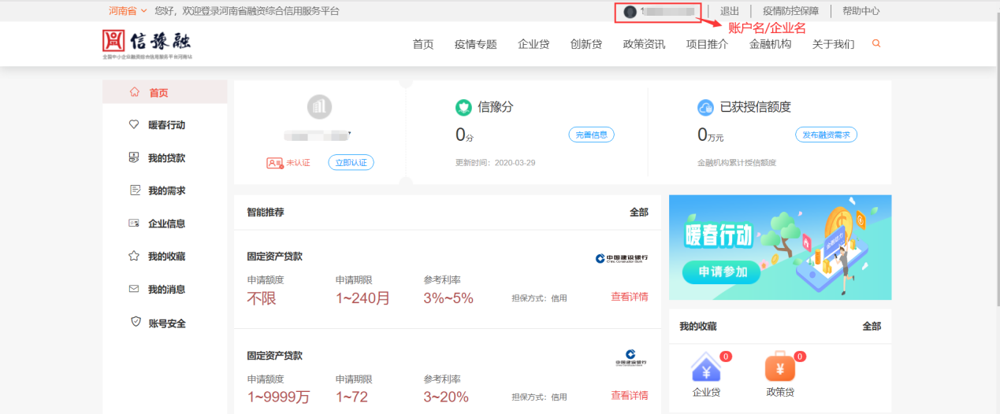 河南省 您好，欢迎登录河南省融资综合信用服务平台
退出 疫情防控保障 帮助中心
账户名/企业名
信豫融
全国中小企业融资综合信用服务平台河南站
首页 疫情专题 企业贷 创新贷 政策资讯 项目推介 金融机构 关于我们
首页
暖春行动
我的贷款
我的需求
企业信息
我的收藏
我的消息
账号安全
未认证 立即认证
信豫分
0分 完善信息
更新时间：2020-03-29
已获授信额度
0万元 发布融资需求
金融机构累计授信额度
智能推荐 全部
固定资产贷款 中国建设银行
China Construction Bank
申请额度 申请期限 参考利率
不限 1~240月 3%~5% 担保方式：信用 查看详情
固定资产贷款 中国建设银行
申请额度 申请期限 参考利率
1~9999万 1~72 3~20% 担保方式：信用 查看详情
暖春行动
申请参加
我的收藏 全部
0 0
企业贷 政策贷